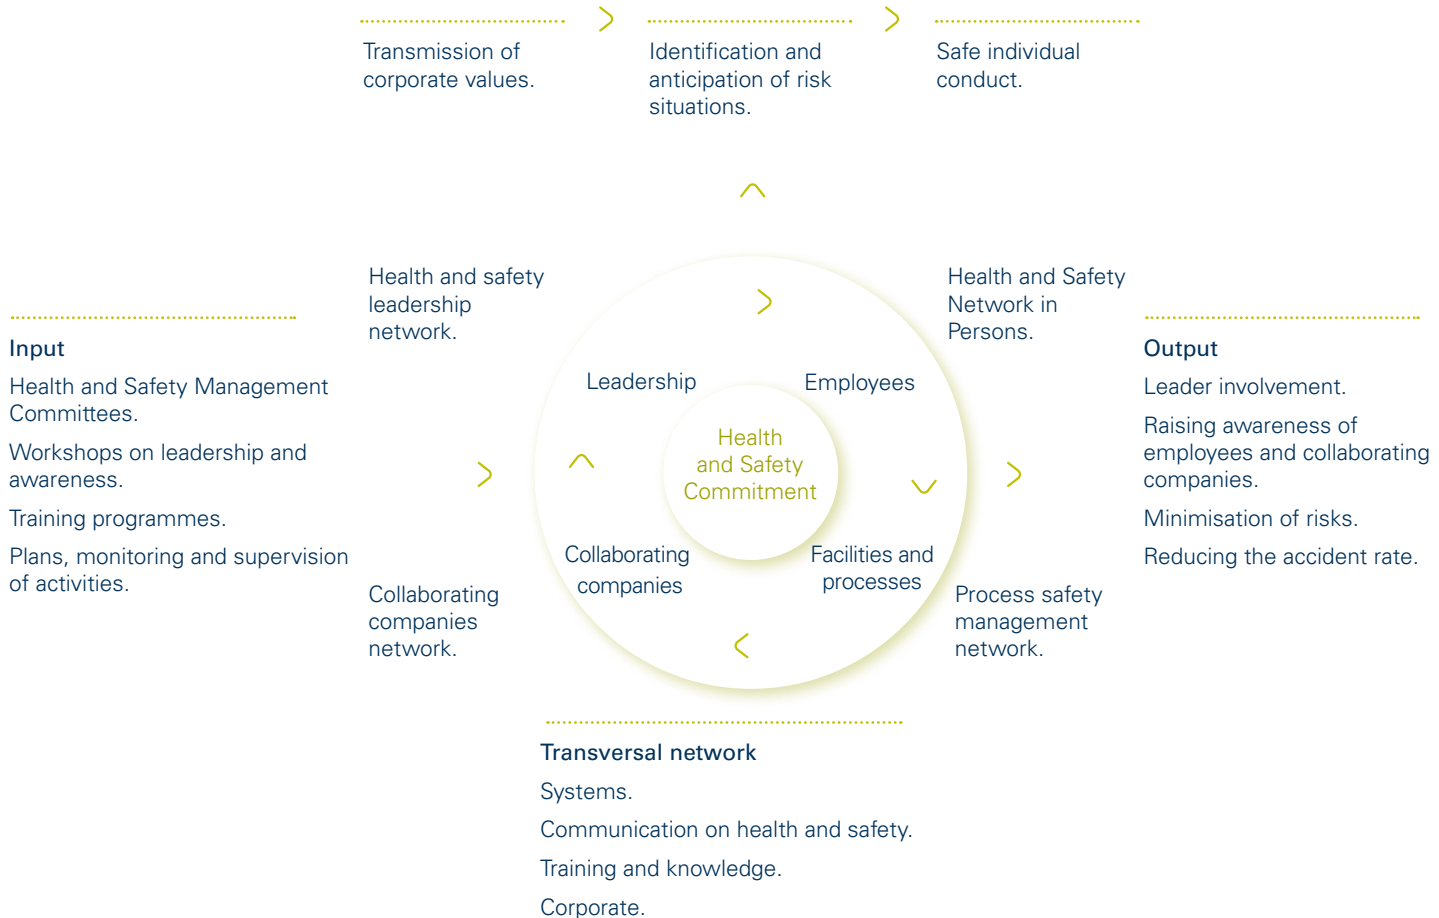 Transmission of
corporate values.
Identification and
anticipation of risk
situations.
Safe individual
conduct.
Health and safety
leadership
network.
Health and Safety
Network in
Persons.
Input
Health and Safety Management
Committees.
Workshops on leadership and
awareness.
Training programmes.
Plans, monitoring and supervision
of activities.
Leadership
Employees
Health
and Safety
Commitment
Collaborating
companies
Facilities and
processes
Output
Leader involvement.
Raising awareness of
employees and collaborating
companies.
Minimisation of risks.
Reducing the accident rate.
Collaborating
companies
network.
Process safety
management
network.
Transversal network
Systems.
Communication on health and safety.
Training and knowledge.
Corporate.